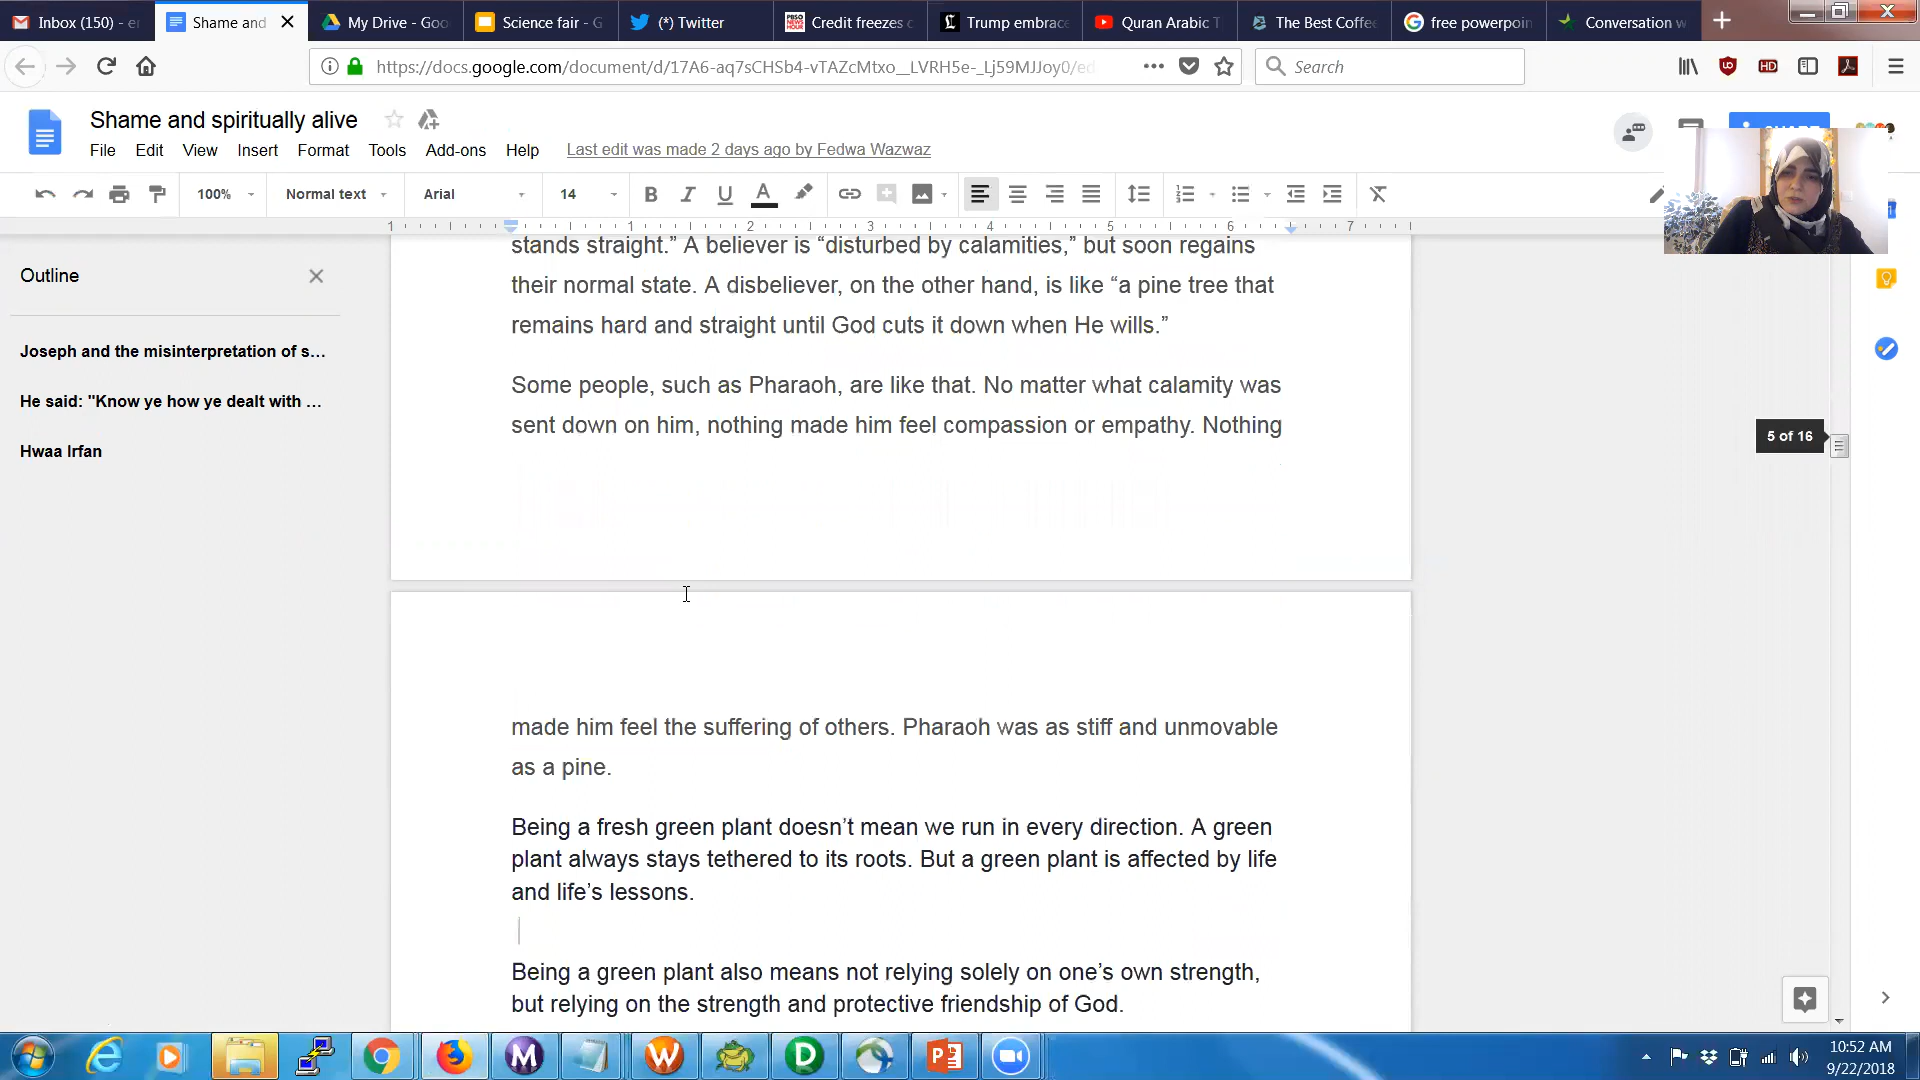 Inbox (150) - e
Shame and
My Drive - Goo
Science fair - G
(*) Twitter
Credit freezes c
Trump embrace
Quran Arabic T
The Best Coffe
free powerpoin
Conversation w
https://docs.google.com/document/d/17A6-aq7sCHSb4-vTAZcMtxo__LVRH5e-_Lj59MJJoy0/ed
Search
Shame and spiritually alive
File Edit View Insert Format Tools Add-ons Help Last edit was made 2 days ago by Fedwa Wazwaz
100% Normal text Arial 14
1 1 2 3 4 5 6 7
Outline
Joseph and the misinterpretation of s...
He said: "Know ye how ye dealt with ...
Hwaa Irfan
stands straight.” A believer is “disturbed by calamities,” but soon regains
their normal state. A disbeliever, on the other hand, is like “a pine tree that
remains hard and straight until God cuts it down when He wills.”
Some people, such as Pharaoh, are like that. No matter what calamity was
sent down on him, nothing made him feel compassion or empathy. Nothing
5 of 16
made him feel the suffering of others. Pharaoh was as stiff and unmovable
as a pine.
Being a fresh green plant doesn’t mean we run in every direction. A green
plant always stays tethered to its roots. But a green plant is affected by life
and life’s lessons.
Being a green plant also means not relying solely on one’s own strength,
but relying on the strength and protective friendship of God.
10:52 AM
9/22/2018